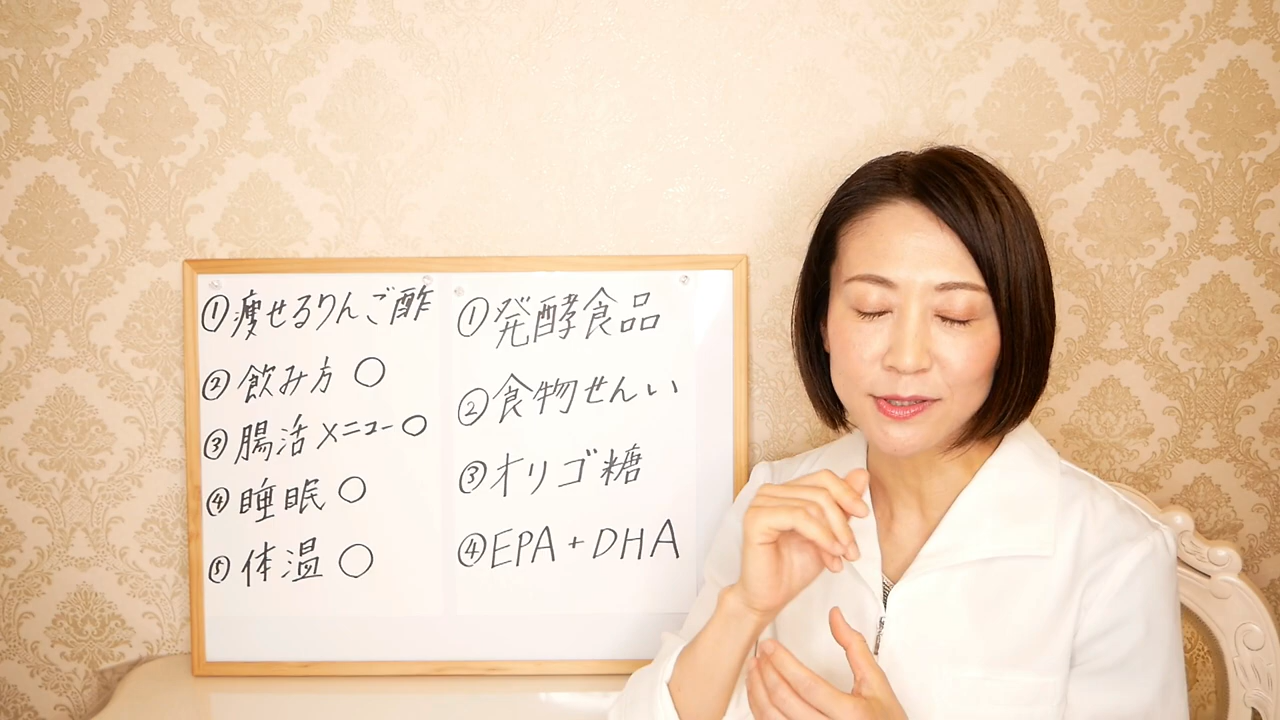 ①痩せるりんご酢
②飲み方 ○
③腸活メニュー○
④睡眠 ○
⑤体温 ○
①発酵食品
②食物せんい
③オリゴ糖
④EPA+DHA